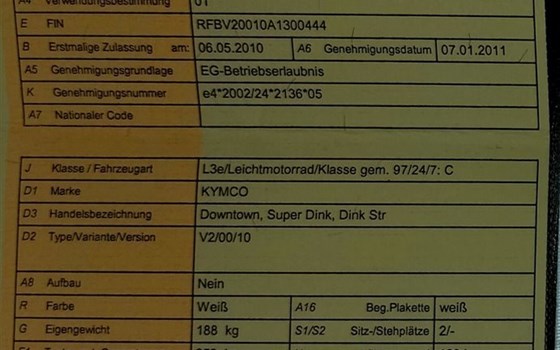 A4 Verwendungsbestimmung 01
E FIN RFBV20010A1300444
B Erstmalige Zulassung am: 06.05.2010 A6 Genehmigungsdatum 07.01.2011
A5 Genehmigungsgrundlage EG-Betriebserlaubnis
K Genehmigungsnummer e4*2002/24*2136*05
A7 Nationaler Code
J Klasse / Fahrzeugart L3e/Leichtmotorrad/Klasse gem. 97/24/7: C
D1 Marke KYMCO
D3 Handelsbezeichnung Downtown, Super Dink, Dink Str
D2 Type/Variante/Version V2/00/10
A8 Aufbau Nein
R Farbe Weiß A16 Beg.Plakette weiß
G Eigengewicht 188 kg S1/S2 Sitz-/Stehplätze 2/-